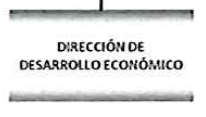 DIRECCIÓN DE
DESARROLLO ECONÓMICO